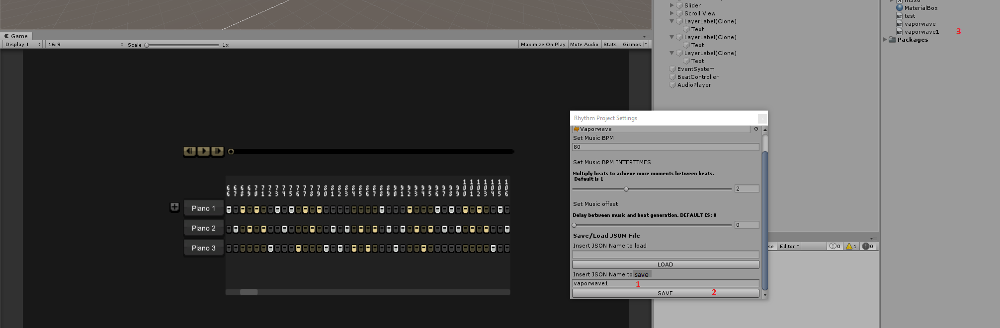 Slider
Scroll View
LayerLabel(Clone)
Text
LayerLabel(Clone)
Text
LayerLabel(Clone)
Text
EventSystem
BeatController
AudioPlayer
MaterialBox
test
vaporwave
vaporwave1
3
Packages
Game
Display 1
16:9
Scale
1x
Maximize On Play
Mute Audio
Stats
Gizmos
66 67 68 69 70 71 72 73 74 75 76 77 78 79 80 81 82 83 84 85 86 87 88 89 90 91 92 93 94 95 96 97 98 99 100 101 102 103 104 105 106
Piano 1
Piano 2
Piano 3
Rhythm Project Settings
Vaporwave
Set Music BPM
80
Set Music BPM INTERTIMES
Multiply beats to achieve more moments between beats.
Default is 1
2
Set Music offset
Delay between music and beat generation. DEFAULT IS: 0
0
Save/Load JSON File
Insert JSON Name to load
LOAD
Insert JSON Name to save
vaporwave1
1
SAVE
2
Editor
0
1
0